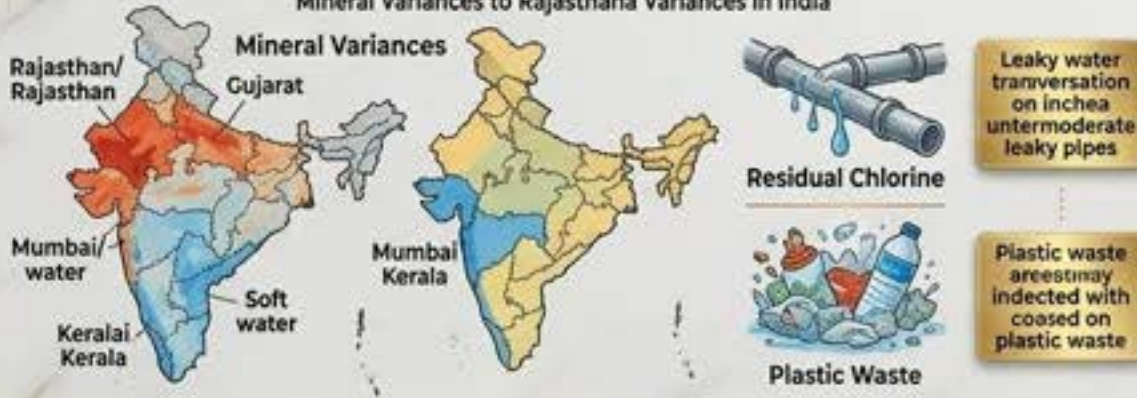 Mineral Variances to Rajasthana Variances in India
Mineral Variances
Rajasthan/
Rajasthan
Gujarat
Mumbai/
water
Soft
water
Keralai
Kerala
Mumbai
Kerala
Residual Chlorine
Plastic Waste
Leaky water
tranversation
on inchea
untermoderate
leaky pipes
Plastic waste
areestimay
indected with
coased on
plastic waste